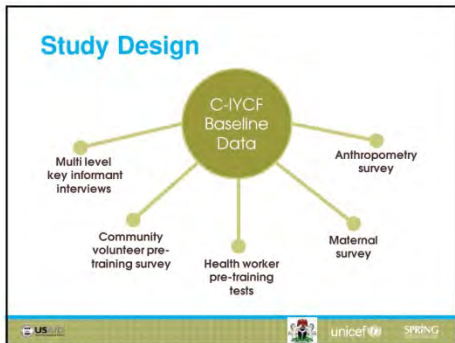 Study Design
C-IYCF
Baseline
Data
Multi level
key informant
interviews
Community
volunteer pre-
training survey
Health worker
pre-training
tests
Maternal
survey
Anthropometry
survey
unicef
SPRING